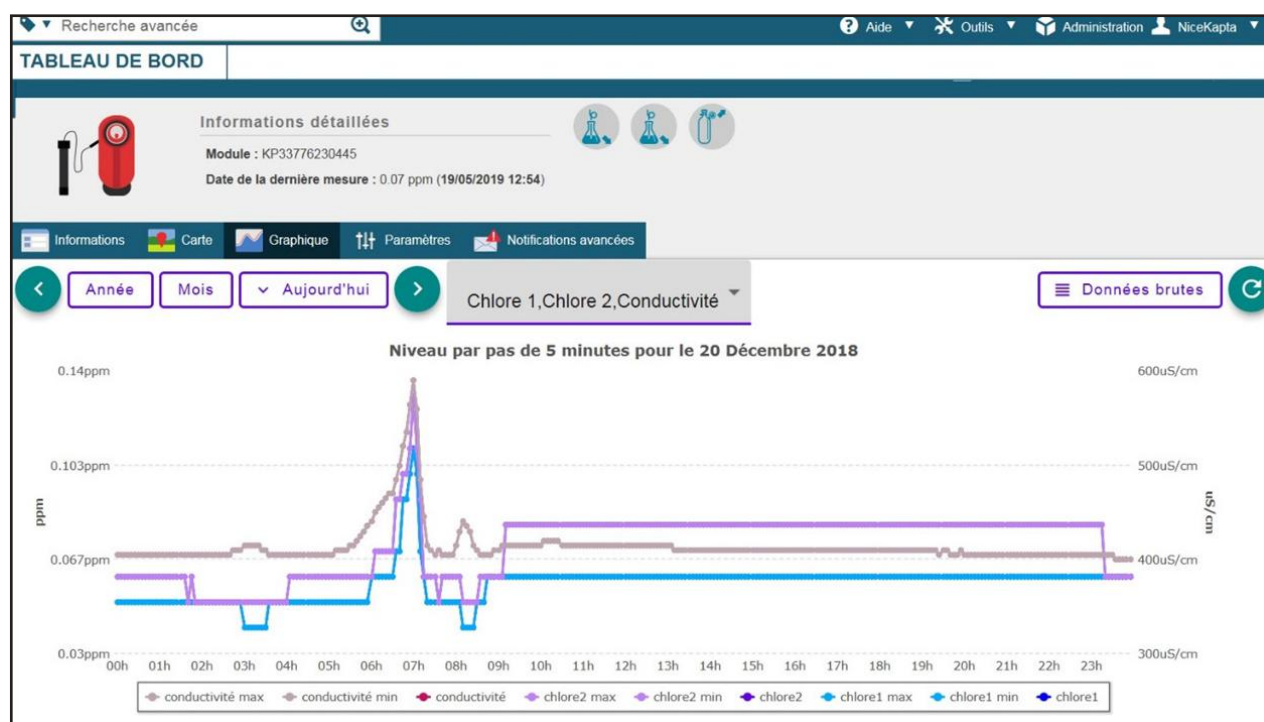 Recherche avancée
Aide Outils Administration NiceKapta
TABLEAU DE BORD
Informations détaillées
Module : KP33776230445
Date de la dernière mesure : 0.07 ppm (19/05/2019 12:54)
Informations Carte Graphique Paramètres Notifications avancées
Année Mois Aujourd'hui Chlore 1,Chlore 2,Conductivité Données brutes
Niveau par pas de 5 minutes pour le 20 Décembre 2018
0.14ppm 600uS/cm
0.103ppm 500uS/cm
ppm uS/cm
0.067ppm 400uS/cm
0.03ppm 300uS/cm
00h 01h 02h 03h 04h 05h 06h 07h 08h 09h 10h 11h 12h 13h 14h 15h 16h 17h 18h 19h 20h 21h 22h 23h
conductivité max conductivité min conductivité chlore2 max chlore2 min chlore2 chlore1 max chlore1 min chlore1